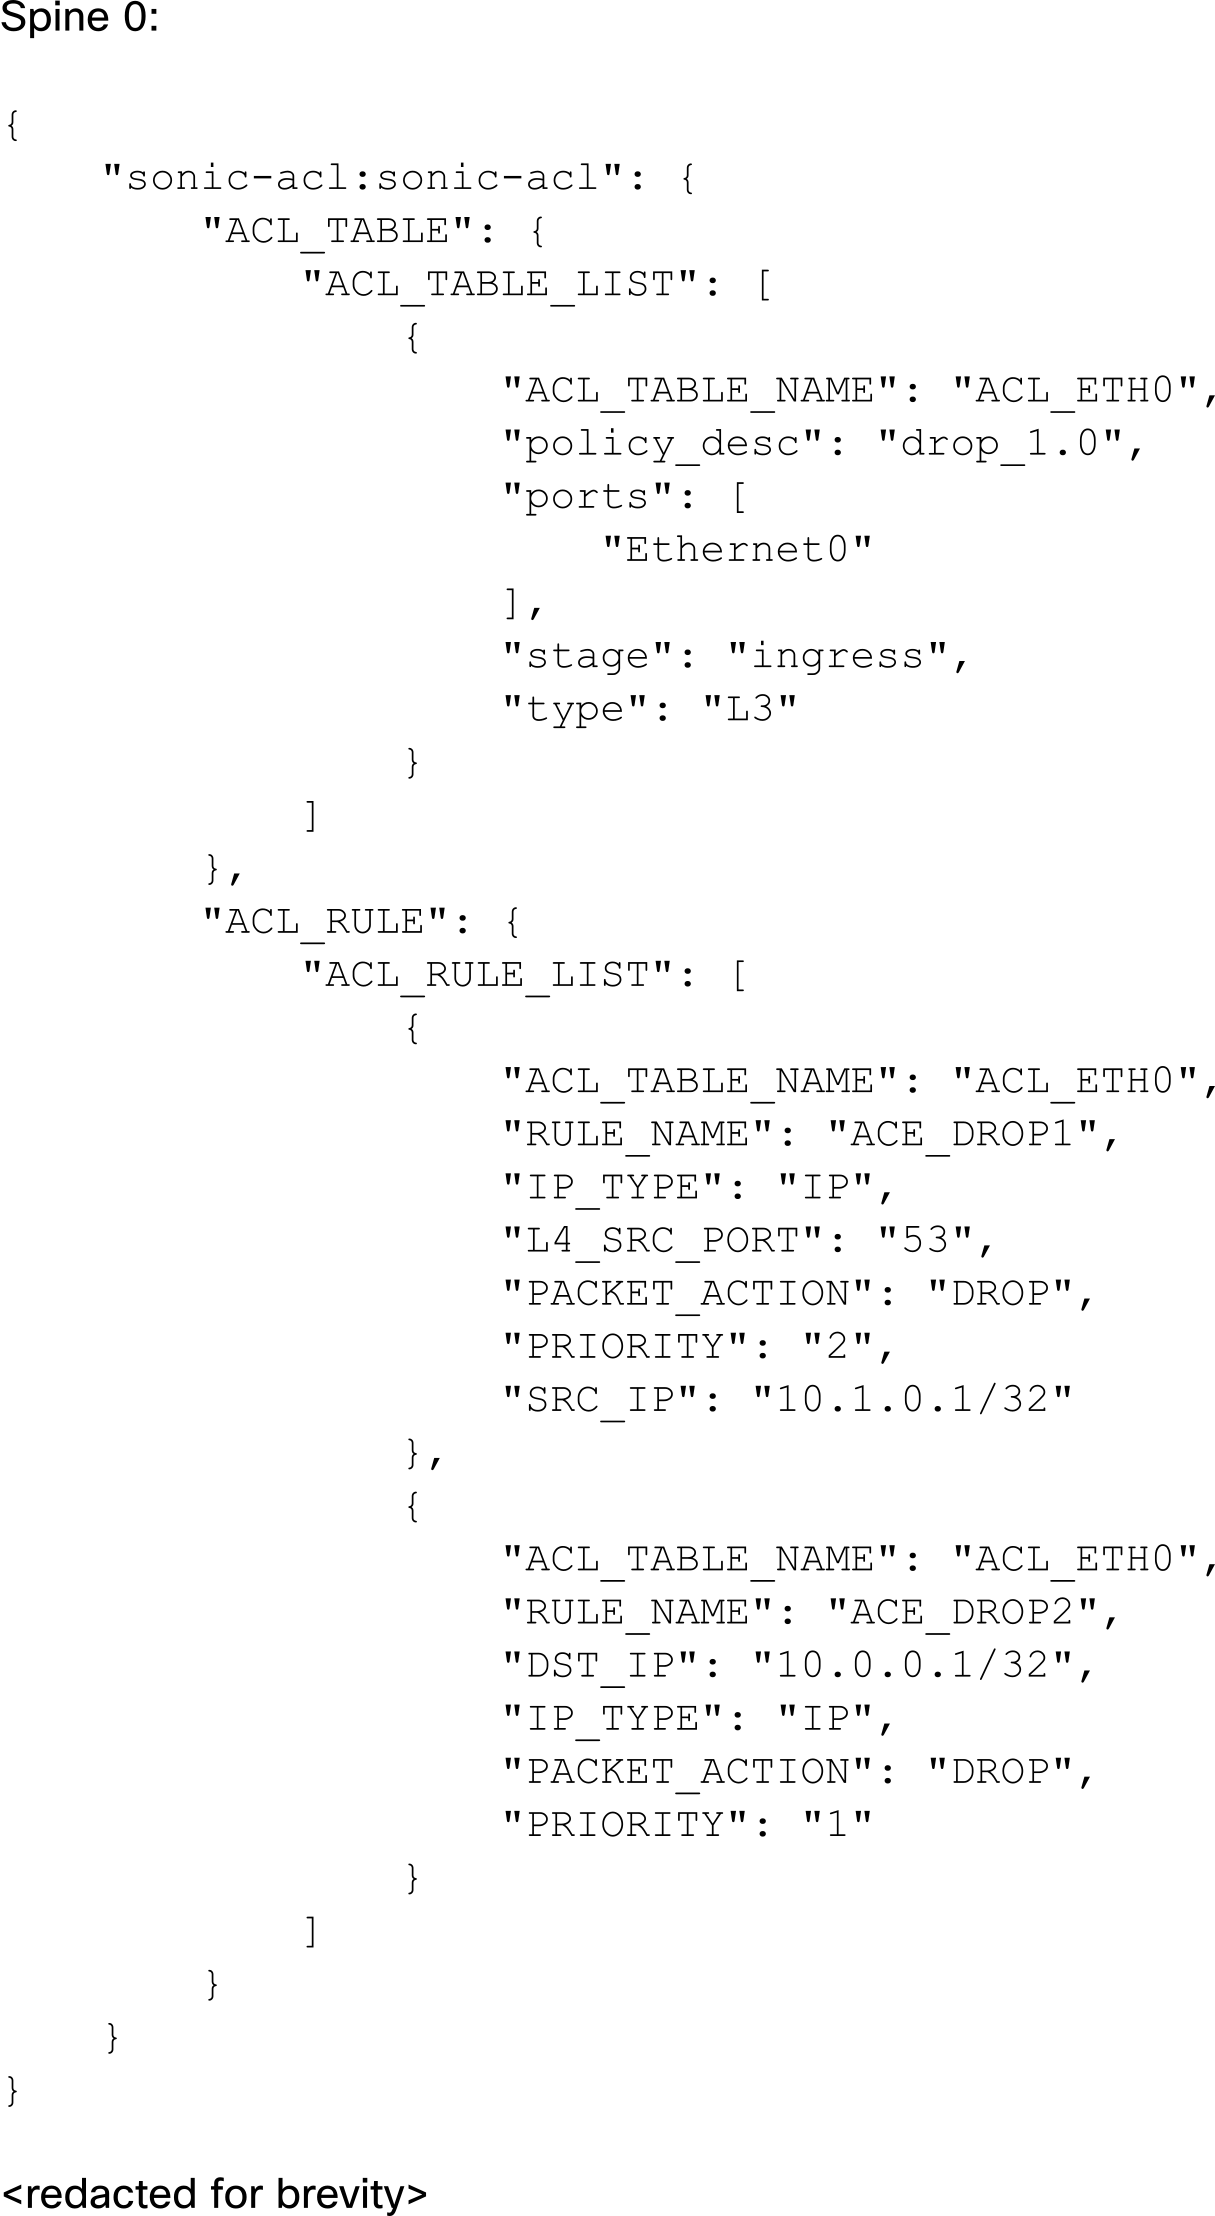 Spine 0:
{
"sonic-acl:sonic-acl": {
"ACL_TABLE": {
"ACL_TABLE_LIST": [
{
"ACL_TABLE_NAME": "ACL_ETH0",
"policy_desc": "drop_1.0",
"ports": [
"Ethernet0"
],
"stage": "ingress",
"type": "L3"
}
]
},
"ACL_RULE": {
"ACL_RULE_LIST": [
{
"ACL_TABLE_NAME": "ACL_ETH0",
"RULE_NAME": "ACE_DROP1",
"IP_TYPE": "IP",
"L4_SRC_PORT": "53",
"PACKET_ACTION": "DROP",
"PRIORITY": "2",
"SRC_IP": "10.1.0.1/32"
},
{
"ACL_TABLE_NAME": "ACL_ETH0",
"RULE_NAME": "ACE_DROP2",
"DST_IP": "10.0.0.1/32",
"IP_TYPE": "IP",
"PACKET_ACTION": "DROP",
"PRIORITY": "1"
}
]
}
}
}
<redacted for brevity>